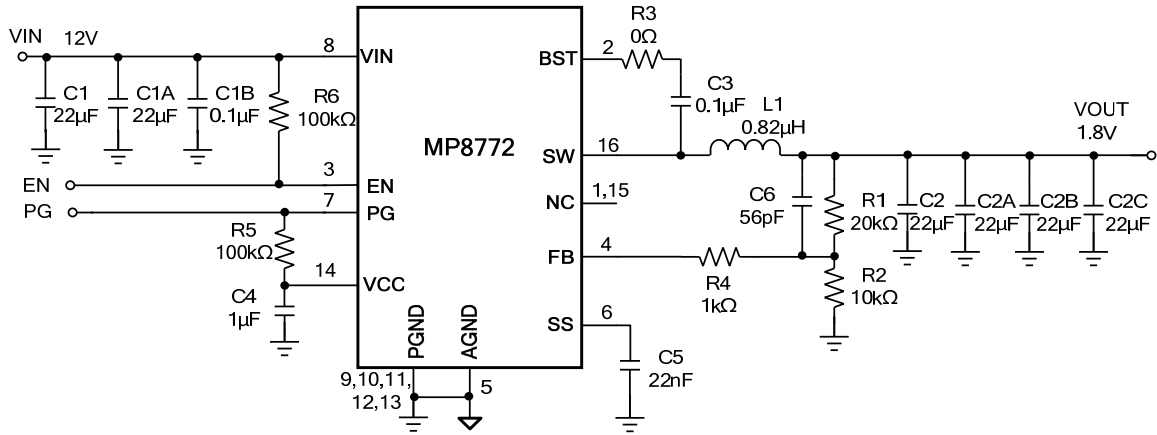 VIN 12V
8
VIN
C1
22µF
C1A
22µF
C1B
0.1µF
R6
100kΩ
EN
3
EN
PG
7
PG
R5
100kΩ
14
VCC
C4
1µF
MP8772
PGND
AGND
9,10,11,
12,13
5
BST
2
R3
0Ω
C3
0.1µF
L1
0.82µH
SW
16
VOUT
1.8V
NC
1,15
C6
56pF
R1
20kΩ
C2
22µF
C2A
22µF
C2B
22µF
C2C
22µF
FB
4
R4
1kΩ
R2
10kΩ
SS
6
C5
22nF